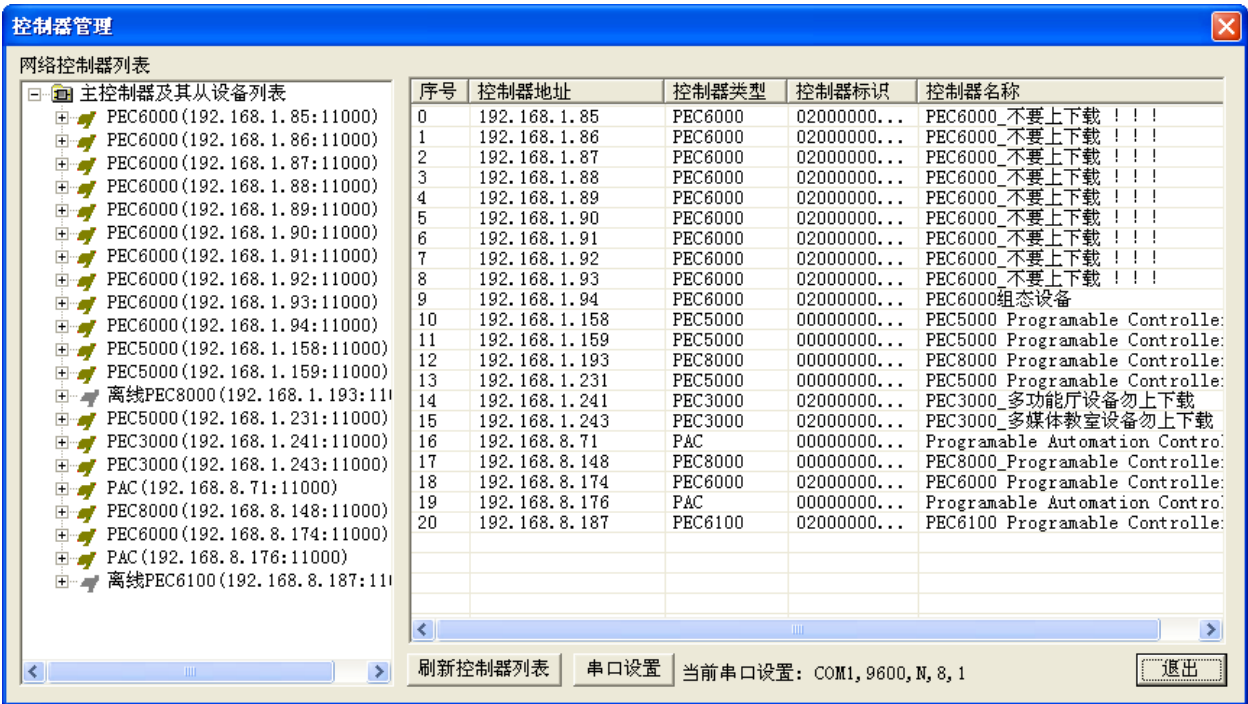 控制器管理
网络控制器列表
主控制器及其从设备列表
PEC6000(192.168.1.85:11000)
PEC6000(192.168.1.86:11000)
PEC6000(192.168.1.87:11000)
PEC6000(192.168.1.88:11000)
PEC6000(192.168.1.89:11000)
PEC6000(192.168.1.90:11000)
PEC6000(192.168.1.91:11000)
PEC6000(192.168.1.92:11000)
PEC6000(192.168.1.93:11000)
PEC6000(192.168.1.94:11000)
PEC5000(192.168.1.158:11000)
PEC5000(192.168.1.159:11000)
离线PEC8000(192.168.1.193:11
PEC5000(192.168.1.231:11000)
PEC3000(192.168.1.241:11000)
PEC3000(192.168.1.243:11000)
PAC(192.168.8.71:11000)
PEC8000(192.168.8.148:11000)
PEC6000(192.168.8.174:11000)
PAC(192.168.8.176:11000)
离线PEC6100(192.168.8.187:11
序号 控制器地址 控制器类型 控制器标识 控制器名称
0 192.168.1.85 PEC6000 02000000... PEC6000_不要上下载！！！
1 192.168.1.86 PEC6000 02000000... PEC6000_不要上下载！！！
2 192.168.1.87 PEC6000 02000000... PEC6000_不要上下载！！！
3 192.168.1.88 PEC6000 02000000... PEC6000_不要上下载！！！
4 192.168.1.89 PEC6000 02000000... PEC6000_不要上下载！！！
5 192.168.1.90 PEC6000 02000000... PEC6000_不要上下载！！！
6 192.168.1.91 PEC6000 02000000... PEC6000_不要上下载！！！
7 192.168.1.92 PEC6000 02000000... PEC6000_不要上下载！！！
8 192.168.1.93 PEC6000 02000000... PEC6000_不要上下载！！！
9 192.168.1.94 PEC6000 02000000... PEC6000组态设备
10 192.168.1.158 PEC5000 00000000... PEC5000 Programable Controlle
11 192.168.1.159 PEC5000 00000000... PEC5000 Programable Controlle
12 192.168.1.193 PEC8000 00000000... PEC8000 Programable Controlle
13 192.168.1.231 PEC5000 00000000... PEC5000 Programable Controlle
14 192.168.1.241 PEC3000 02000000... PEC3000_多功能厅设备勿上下载
15 192.168.1.243 PEC3000 02000000... PEC3000_多媒体教室设备勿上下载
16 192.168.8.71 PAC 00000000... Programable Automation Contro
17 192.168.8.148 PEC8000 00000000... PEC8000_Programable Controlle
18 192.168.8.174 PEC6000 02000000... PEC6000 Programable Controlle
19 192.168.8.176 PAC 00000000... Programable Automation Contro
20 192.168.8.187 PEC6100 02000000... PEC6100 Programable Controlle
刷新控制器列表 串口设置 当前串口设置: COM1,9600,N,8,1 退出